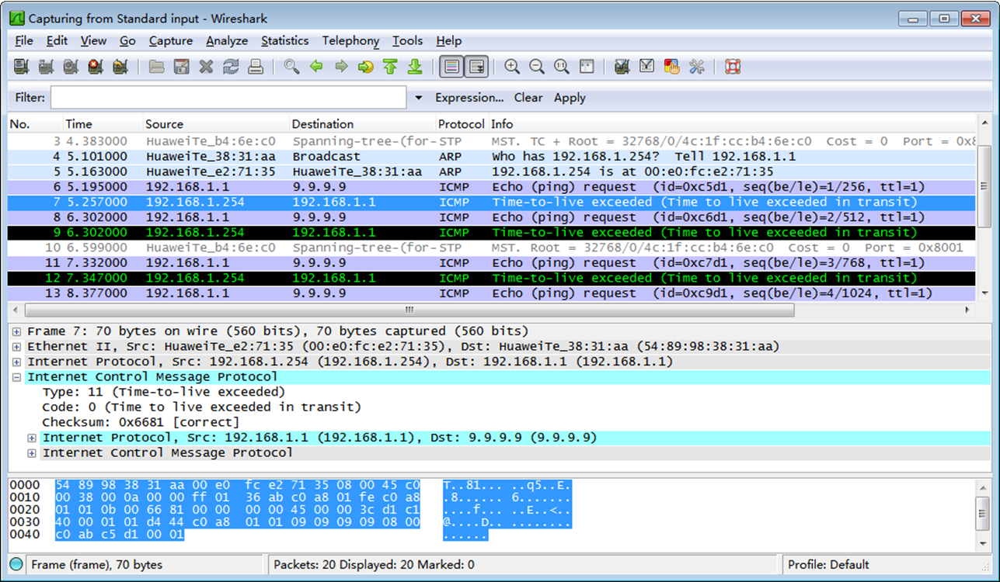 Capturing from Standard input - Wireshark
File Edit View Go Capture Analyze Statistics Telephony Tools Help
Filter: Expression... Clear Apply
No. Time Source Destination Protocol Info
3 4.383000 HuaweiTe_b4:6e:c0 Spanning-tree-(for- STP MST. TC + Root = 32768/0/4c:1f:cc:b4:6e:c0 Cost = 0 Port = 0x8
4 5.101000 HuaweiTe_38:31:aa Broadcast ARP Who has 192.168.1.254? Tell 192.168.1.1
5 5.163000 HuaweiTe_e2:71:35 HuaweiTe_38:31:aa ARP 192.168.1.254 is at 00:e0:fc:e2:71:35
6 5.195000 192.168.1.1 9.9.9.9 ICMP Echo (ping) request (id=0xc5d1, seq(be/le)=1/256, ttl=1)
7 5.257000 192.168.1.254 192.168.1.1 ICMP Time-to-live exceeded (Time to live exceeded in transit)
8 6.302000 192.168.1.1 9.9.9.9 ICMP Echo (ping) request (id=0xc6d1, seq(be/le)=2/512, ttl=1)
9 6.302000 192.168.1.254 192.168.1.1 ICMP Time-to-live exceeded (Time to live exceeded in transit)
10 6.599000 HuaweiTe_b4:6e:c0 Spanning-tree-(for- STP MST. Root = 32768/0/4c:1f:cc:b4:6e:c0 Cost = 0 Port = 0x8001
11 7.332000 192.168.1.1 9.9.9.9 ICMP Echo (ping) request (id=0xc7d1, seq(be/le)=3/768, ttl=1)
12 7.347000 192.168.1.254 192.168.1.1 ICMP Time-to-live exceeded (Time to live exceeded in transit)
13 8.377000 192.168.1.1 9.9.9.9 ICMP Echo (ping) request (id=0xc9d1, seq(be/le)=4/1024, ttl=1)
Frame 7: 70 bytes on wire (560 bits), 70 bytes captured (560 bits)
Ethernet II, Src: HuaweiTe_e2:71:35 (00:e0:fc:e2:71:35), Dst: HuaweiTe_38:31:aa (54:89:98:38:31:aa)
Internet Protocol, Src: 192.168.1.254 (192.168.1.254), Dst: 192.168.1.1 (192.168.1.1)
Internet Control Message Protocol
Type: 11 (Time-to-live exceeded)
Code: 0 (Time to live exceeded in transit)
Checksum: 0x6681 [correct]
Internet Protocol, Src: 192.168.1.1 (192.168.1.1), Dst: 9.9.9.9 (9.9.9.9)
Internet Control Message Protocol
0000 54 89 98 38 31 aa 00 e0 fc e2 71 35 08 00 45 c0 T..81... ..q5..E.
0010 00 38 00 0a 00 00 ff 01 36 ab c0 a8 01 fe c0 a8 .8...... 6.......
0020 01 01 0b 00 66 81 00 00 00 00 45 00 00 3c d1 c1 ....f... ..E..<..
0030 40 00 01 01 d4 44 c0 a8 01 01 09 09 09 09 08 00 @....D.. ........
0040 c0 ab c5 d1 00 01 ......
Frame (frame), 70 bytes Packets: 20 Displayed: 20 Marked: 0 Profile: Default